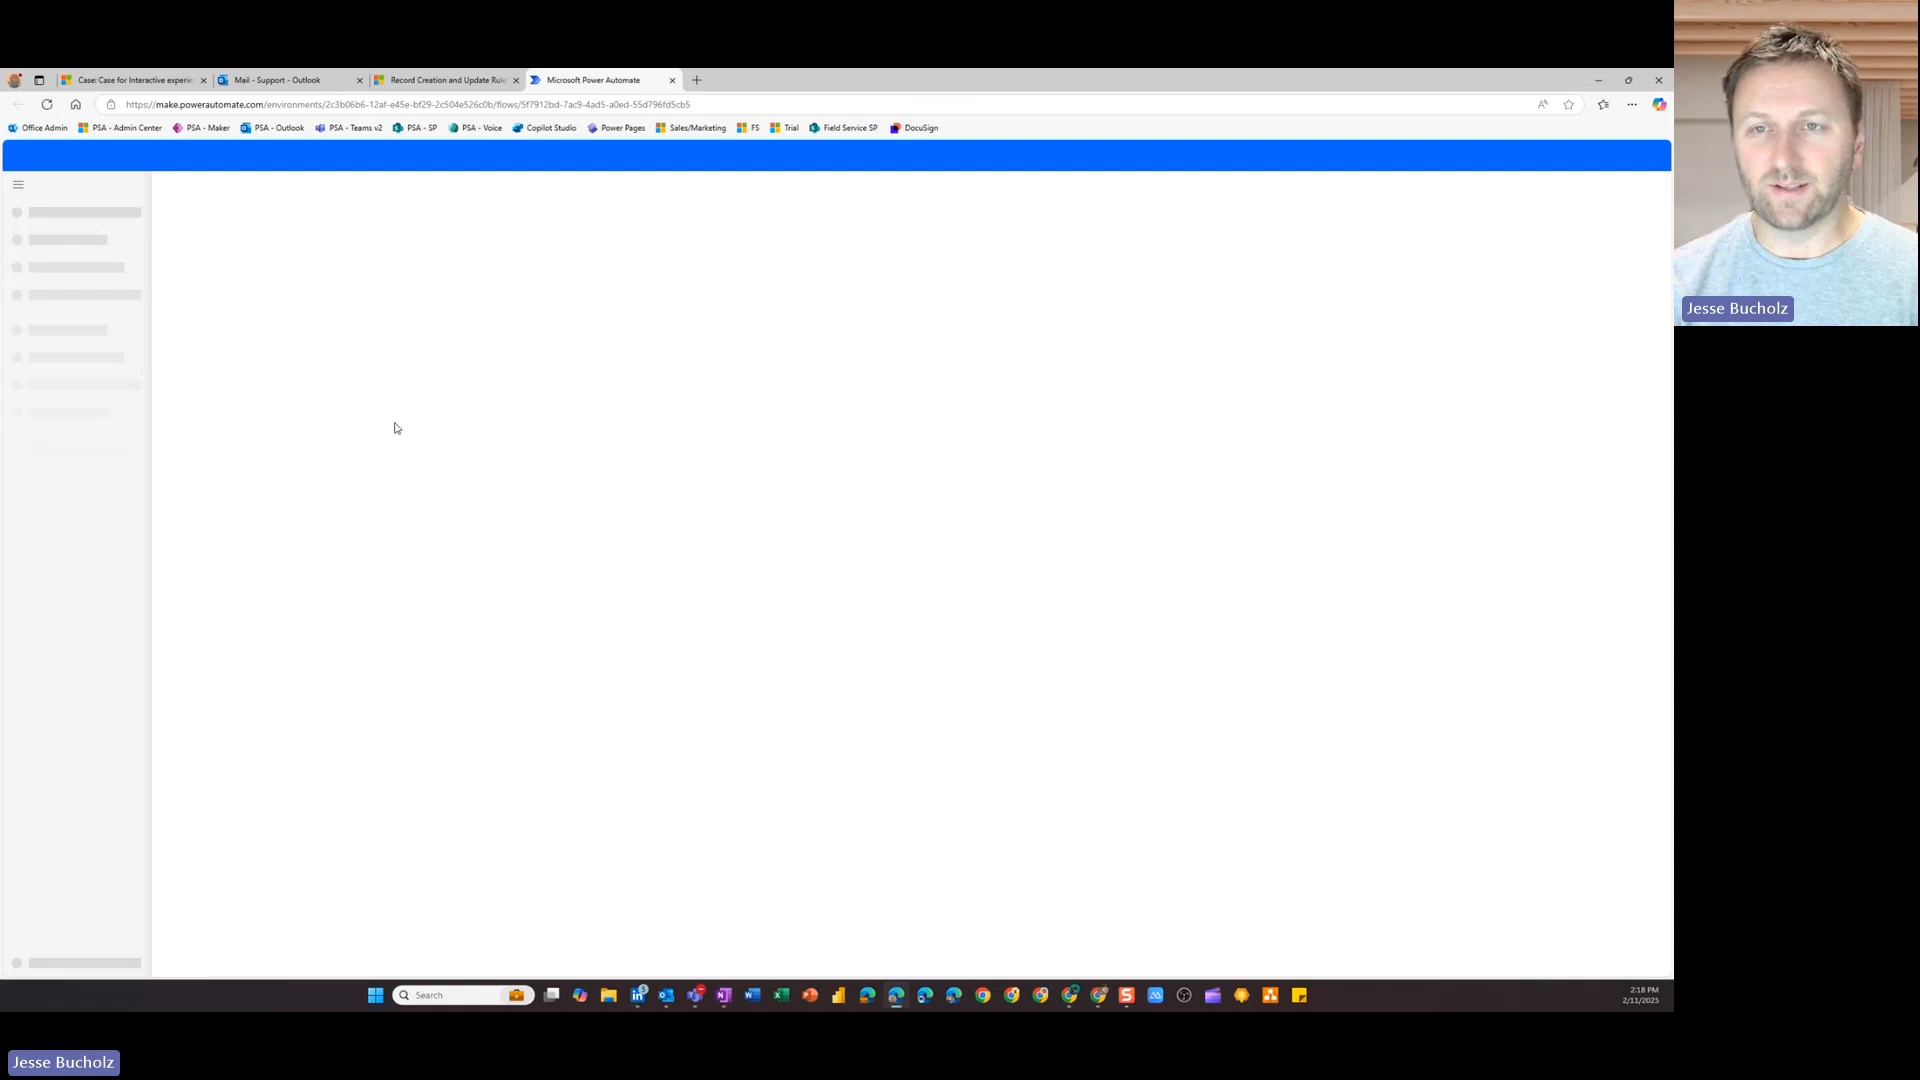 Case: Case for Interactive experie
Mail - Support - Outlook
Record Creation and Update Rule
Microsoft Power Automate
https://make.powerautomate.com/environments/2c3b06b6-12af-e45e-bf29-2c504e526c0b/flows/5f7912bd-7ac9-4ad5-a0ed-55d796fd5cb5
Office Admin
PSA - Admin Center
PSA - Maker
PSA - Outlook
PSA - Teams v2
PSA - SP
PSA - Voice
Copilot Studio
Power Pages
Sales/Marketing
FS
Trial
Field Service SP
DocuSign
Jesse Bucholz
Search
2:18 PM
2/11/2025
Jesse Bucholz